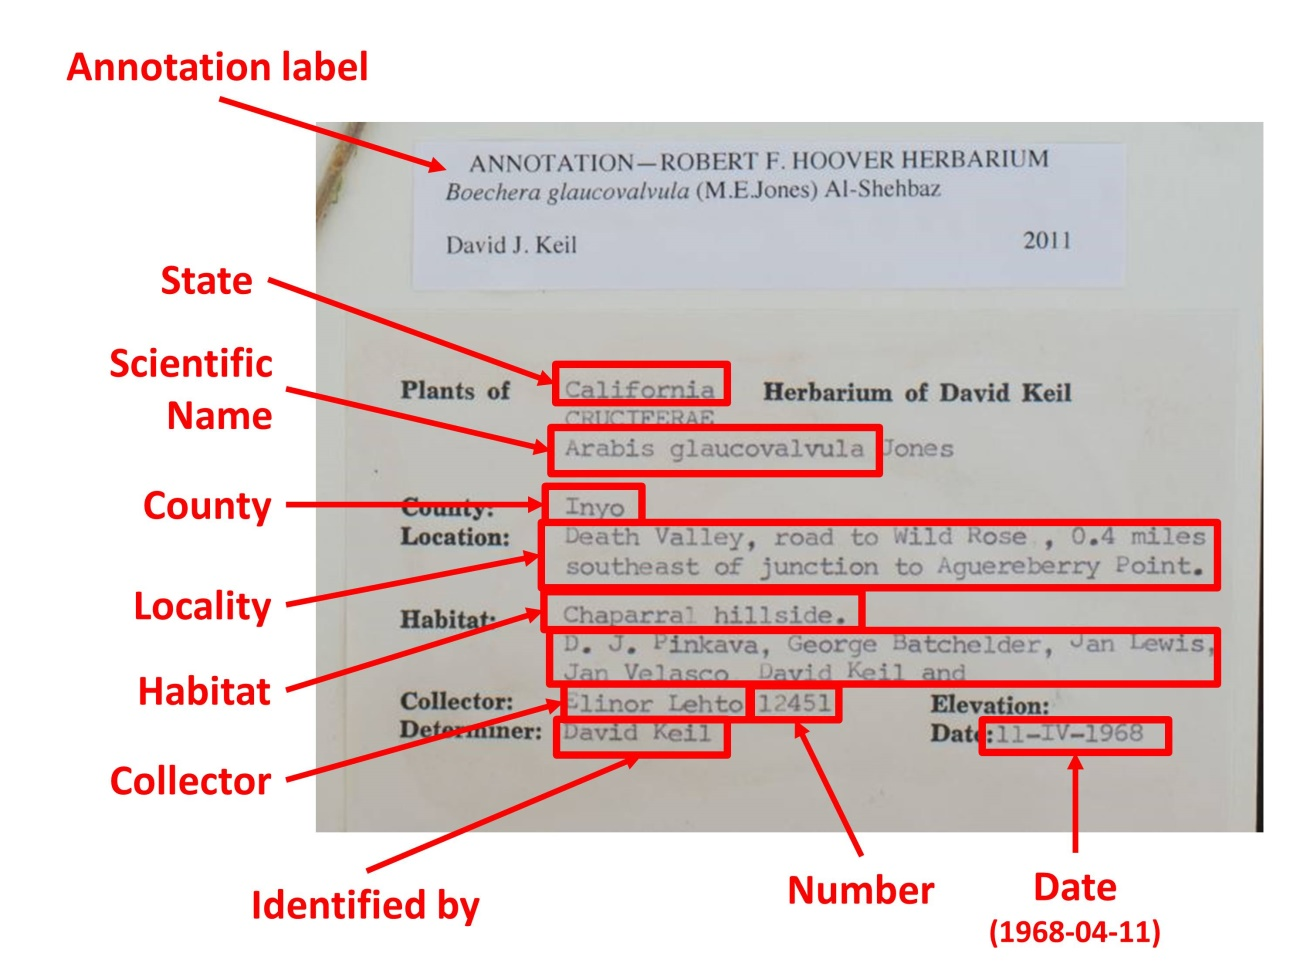 Annotation label
ANNOTATION—ROBERT F. HOOVER HERBARIUM
Boechera glaucovalvula (M.E.Jones) Al-Shehbaz
David J. Keil 2011
State
Scientific
Name
Plants of California Herbarium of David Keil
CRUCIFERAE
Arabis glaucovalvula Jones
County
County: Inyo
Location: Death Valley, road to Wild Rose , 0.4 miles
southeast of junction to Aguereberry Point.
Locality
Habitat: Chaparral hillside.
D. J. Pinkava, George Batchelder, Jan Lewis,
Jan Velasco, David Keil and
Habitat
Collector: Elinor Lehto 12451 Elevation:
Determiner: David Keil Date:11-IV-1968
Collector
Identified by
Number
Date
(1968-04-11)